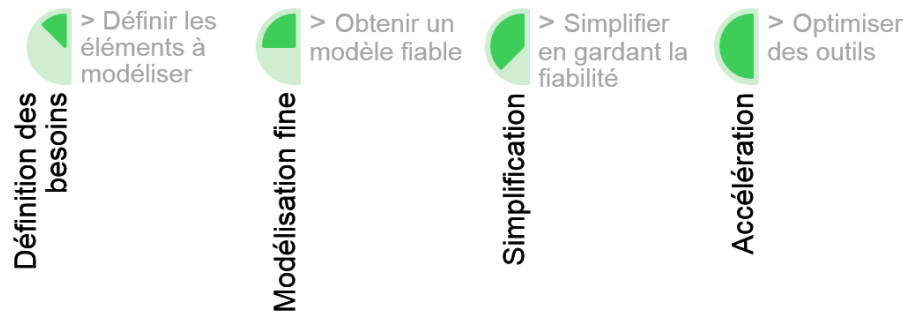 > Définir les
éléments à
modéliser
Définition des
besoins
> Obtenir un
modèle fiable
Modélisation fine
> Simplifier
en gardant la
fiabilité
Simplification
> Optimiser
des outils
Accélération